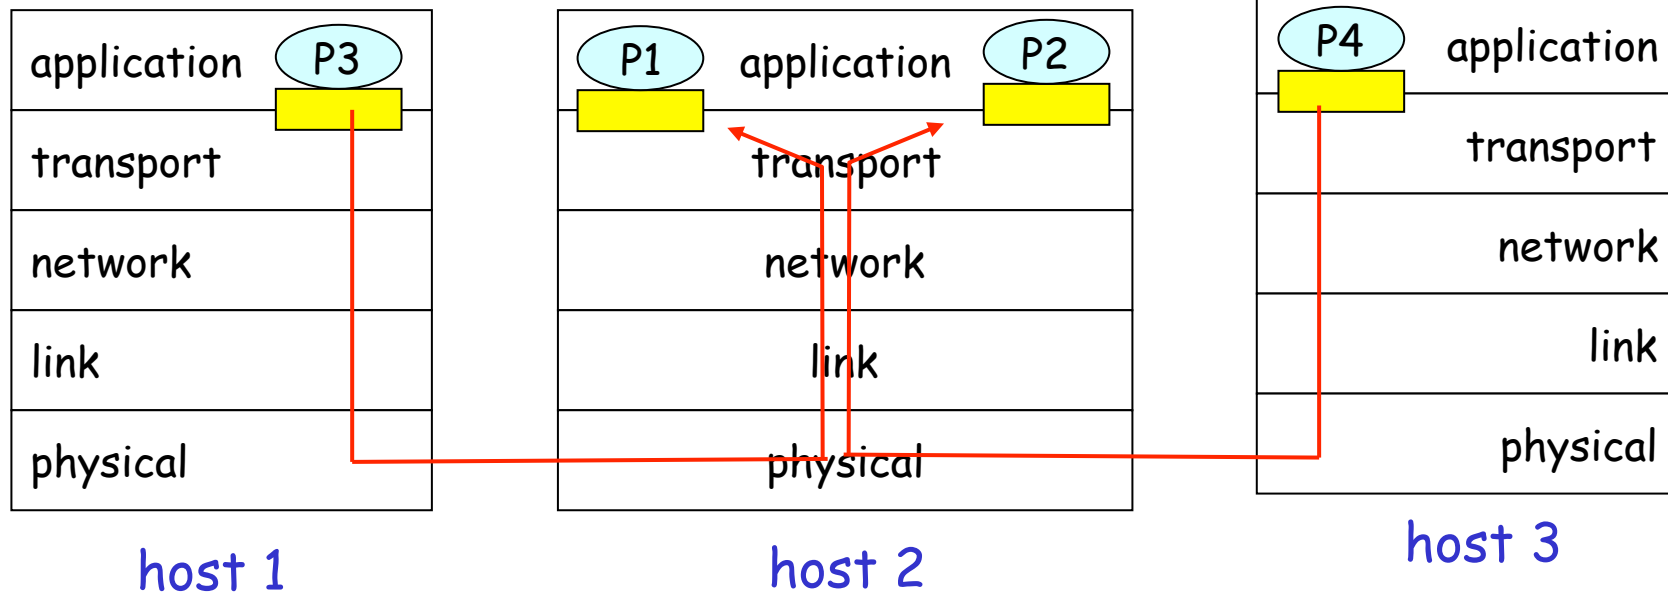 application P3
transport
network
link
physical
host 1
P1 application P2
transport
network
link
physical
host 2
P4 application
transport
network
link
physical
host 3